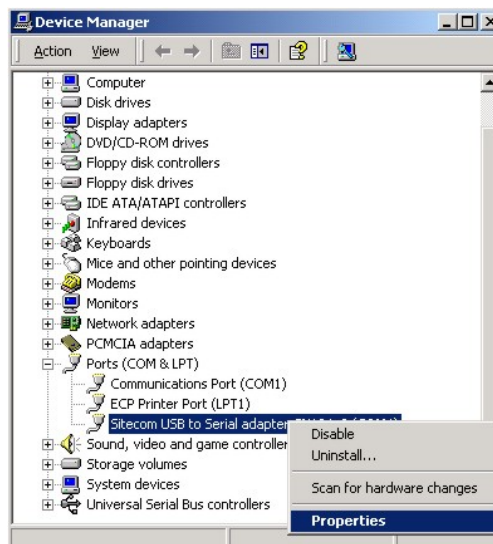 Device Manager
Action View
Computer
Disk drives
Display adapters
DVD/CD-ROM drives
Floppy disk controllers
Floppy disk drives
IDE ATA/ATAPI controllers
Infrared devices
Keyboards
Mice and other pointing devices
Modems
Monitors
Network adapters
PCMCIA adapters
Ports (COM & LPT)
Communications Port (COM1)
ECP Printer Port (LPT1)
Sitecom USB to Serial adapter
Sound, video and game controller
Storage volumes
System devices
Universal Serial Bus controllers
Disable
Uninstall...
Scan for hardware changes
Properties